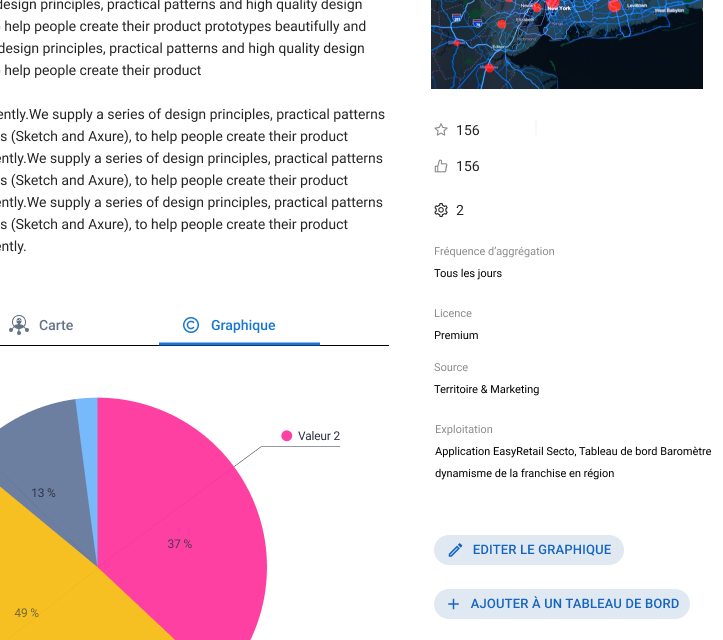 design principles, practical patterns and high quality design
help people create their product prototypes beautifully and
design principles, practical patterns and high quality design
help people create their product
ently.We supply a series of design principles, practical patterns
s (Sketch and Axure), to help people create their product
ently.We supply a series of design principles, practical patterns
s (Sketch and Axure), to help people create their product
ently.We supply a series of design principles, practical patterns
s (Sketch and Axure), to help people create their product
ently.
Carte
Graphique
Valeur 2
13 %
37 %
49 %
New York
Levittown
West Babylon
156
156
2
Fréquence d'aggrégation
Tous les jours
Licence
Premium
Source
Territoire & Marketing
Exploitation
Application EasyRetail Secto, Tableau de bord Baromètre
dynamisme de la franchise en région
EDITER LE GRAPHIQUE
AJOUTER À UN TABLEAU DE BORD